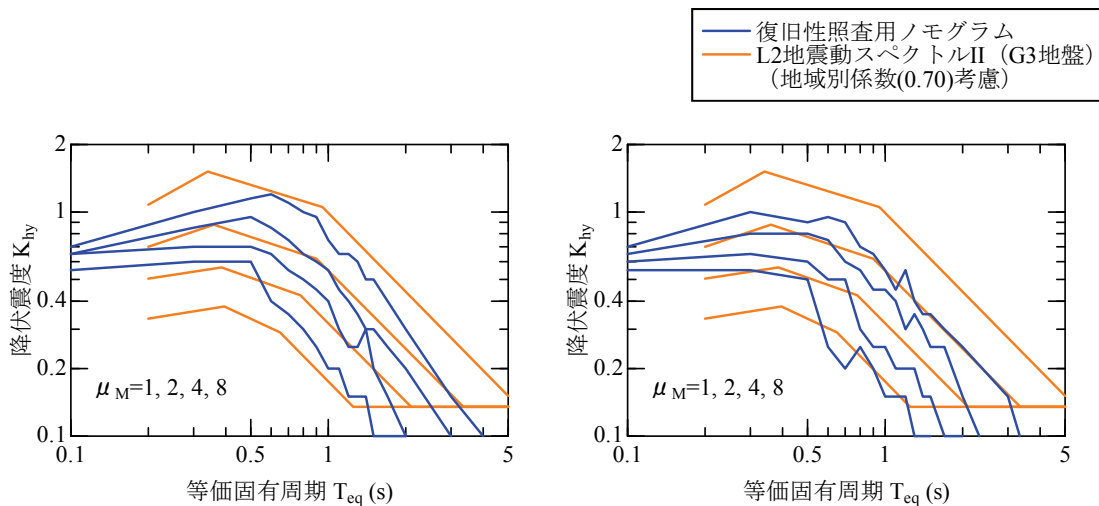 復旧性照査用ノモグラム
L2地震動スペクトルII（G3地盤）
（地域別係数(0.70)考慮）
2
1
0.4
0.2
0.1
降伏震度 Khy
μM=1, 2, 4, 8
0.1
0.5
1
5
等価固有周期 Teq (s)
2
1
0.4
0.2
0.1
降伏震度 Khy
μM=1, 2, 4, 8
0.1
0.5
1
5
等価固有周期 Teq (s)